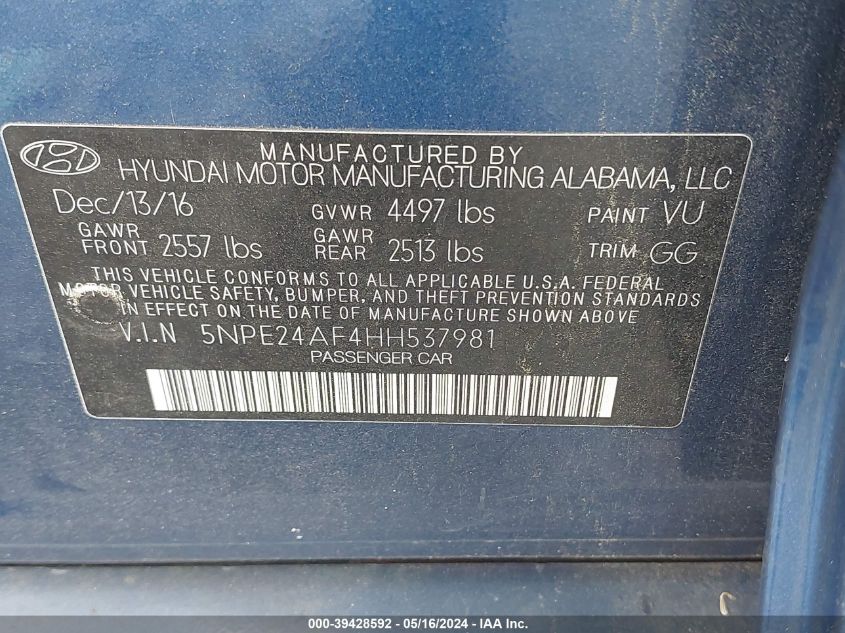 MANUFACTURED BY
HYUNDAI MOTOR MANUFACTURING ALABAMA, LLC
Dec/13/16 GVWR 4497 lbs PAINT VU
GAWR FRONT 2557 lbs GAWR REAR 2513 lbs TRIM GG
THIS VEHICLE CONFORMS TO ALL APPLICABLE U.S.A. FEDERAL
MOTOR VEHICLE SAFETY, BUMPER, AND THEFT PREVENTION STANDARDS
IN EFFECT ON THE DATE OF MANUFACTURE SHOWN ABOVE
V.I.N 5NPE24AF4HH537981
PASSENGER CAR
000-39428592 - 05/16/2024 - IAA Inc.